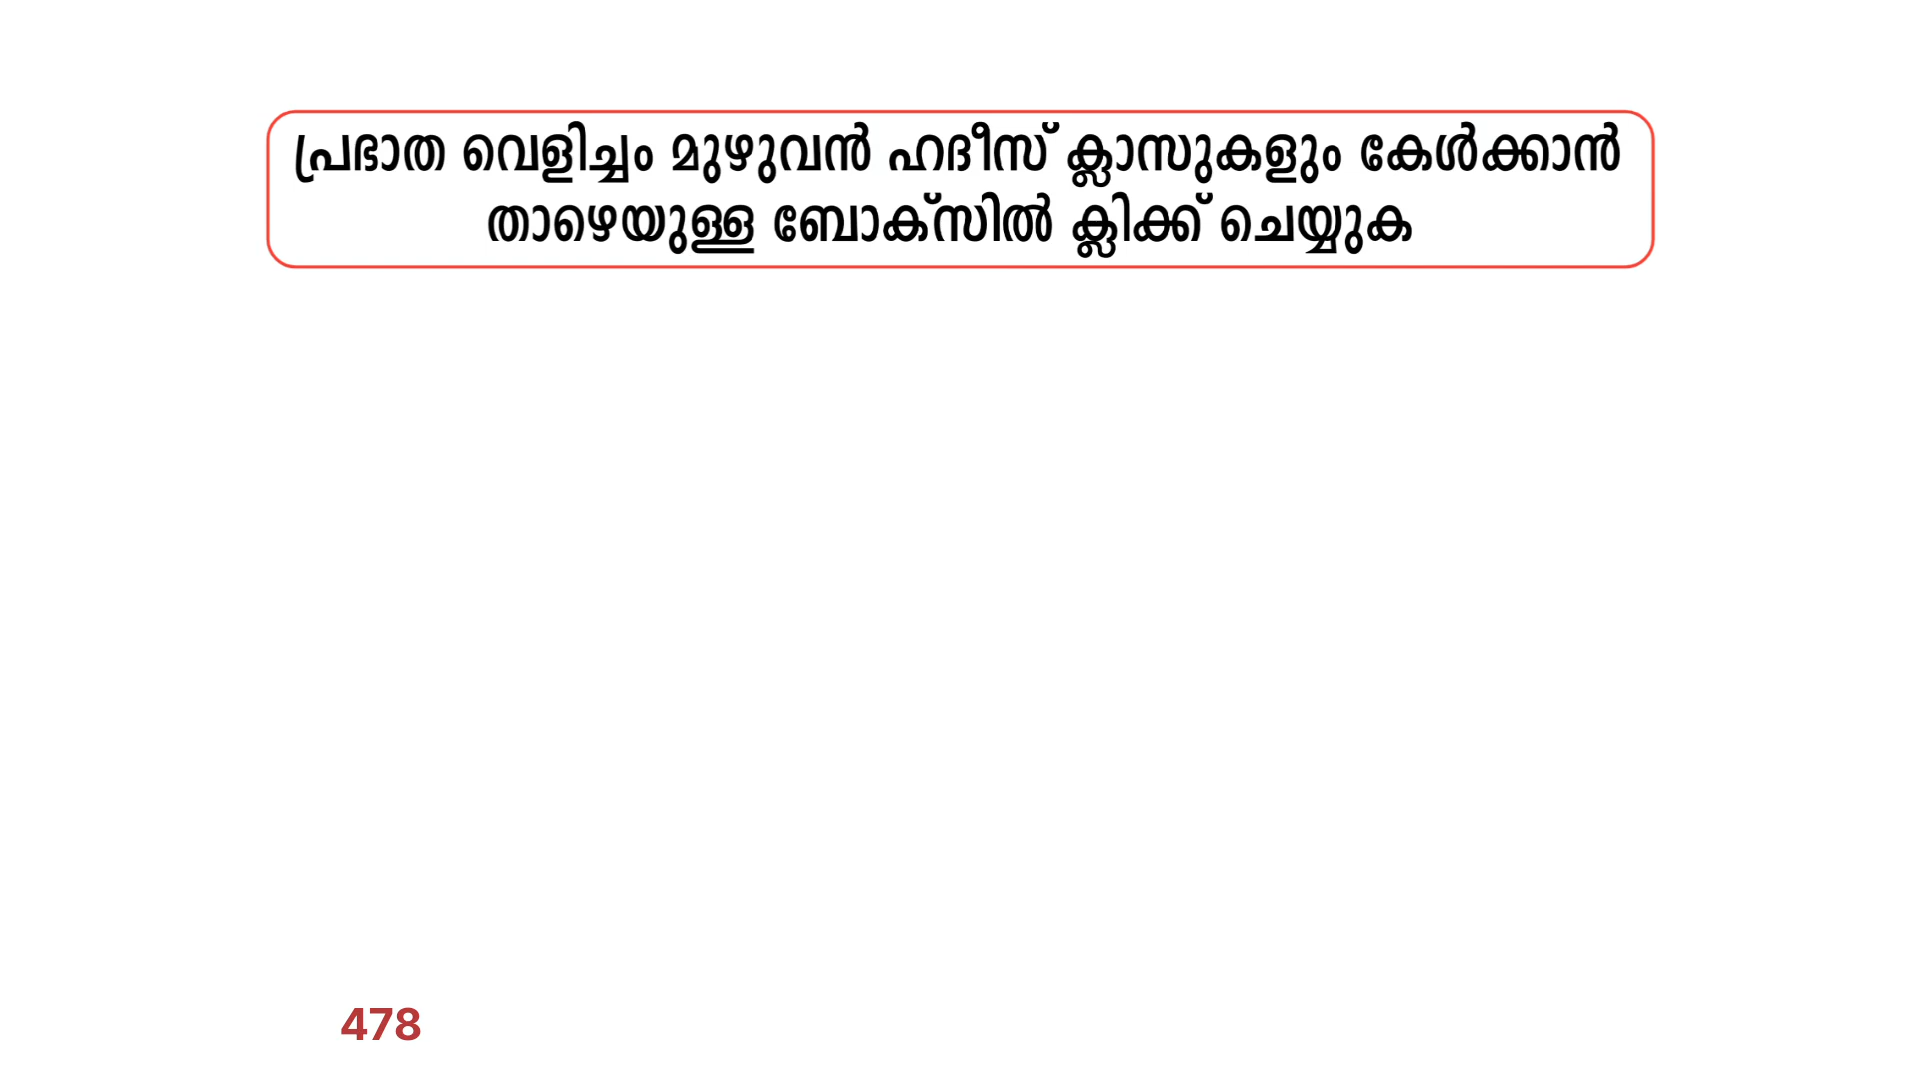 പ്രഭാത വെളിച്ചം മുഴുവൻ ഹദീസ് ക്ലാസുകളും കേൾക്കാൻ
താഴെയുള്ള ബോക്സിൽ ക്ലിക്ക് ചെയ്യുക
478